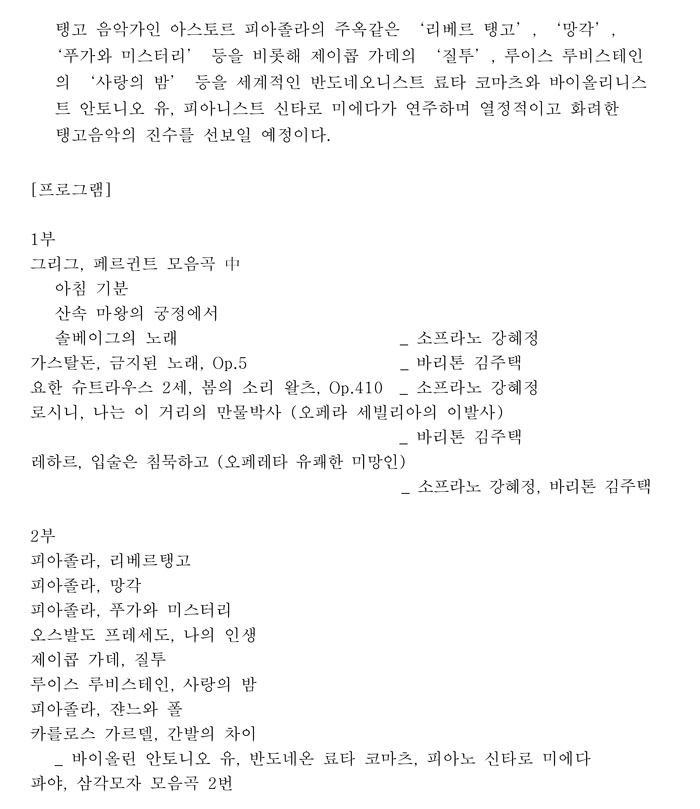 탱고 음악가인 아스토르 피아졸라의 주옥같은 ‘리베르 탱고’, ‘망각’,
‘푸가와 미스터리’ 등을 비롯해 제이콥 가데의 ‘질투’, 루이스 루비스테인
의 ‘사랑의 밤’ 등을 세계적인 반도네오니스트 료타 코마츠와 바이올리니스
트 안토니오 유, 피아니스트 신타로 미에다가 연주하며 열정적이고 화려한
탱고음악의 진수를 선보일 예정이다.
[프로그램]
1부
그리그, 페르귄트 모음곡 中
아침 기분
산속 마왕의 궁정에서
솔베이그의 노래 _ 소프라노 강혜정
가스탈돈, 금지된 노래, Op.5 _ 바리톤 김주택
요한 슈트라우스 2세, 봄의 소리 왈츠, Op.410 _ 소프라노 강혜정
로시니, 나는 이 거리의 만물박사 (오페라 세빌리아의 이발사)
_ 바리톤 김주택
레하르, 입술은 침묵하고 (오페레타 유쾌한 미망인)
_ 소프라노 강혜정, 바리톤 김주택
2부
피아졸라, 리베르탱고
피아졸라, 망각
피아졸라, 푸가와 미스터리
오스발도 프레세도, 나의 인생
제이콥 가데, 질투
루이스 루비스테인, 사랑의 밤
피아졸라, 쟌느와 폴
카를로스 가르델, 간발의 차이
_ 바이올린 안토니오 유, 반도네온 료타 코마츠, 피아노 신타로 미에다
파야, 삼각모자 모음곡 2번